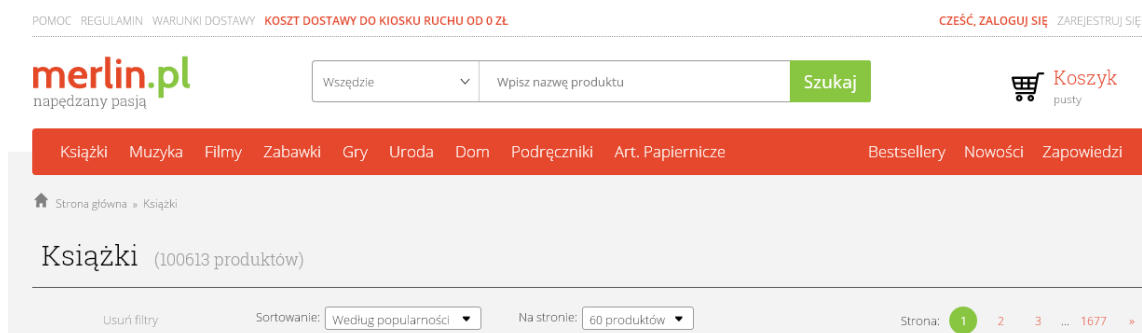 POMOC REGULAMIN WARUNKI DOSTAWY KOSZT DOSTAWY DO KIOSKU RUCHU OD 0 ZŁ CZEŚĆ, ZALOGUJ SIĘ ZAREJESTRUJ SIĘ
merlin.pl
napędzany pasją
Wszędzie Wpisz nazwę produktu Szukaj
Koszyk
pusty
Książki Muzyka Filmy Zabawki Gry Uroda Dom Podręczniki Art. Papiernicze Bestsellery Nowości Zapowiedzi
Strona główna » Książki
Książki (100613 produktów)
Usuń filtry Sortowanie: Według popularności Na stronie: 60 produktów Strona: 1 2 3 ... 1677 »